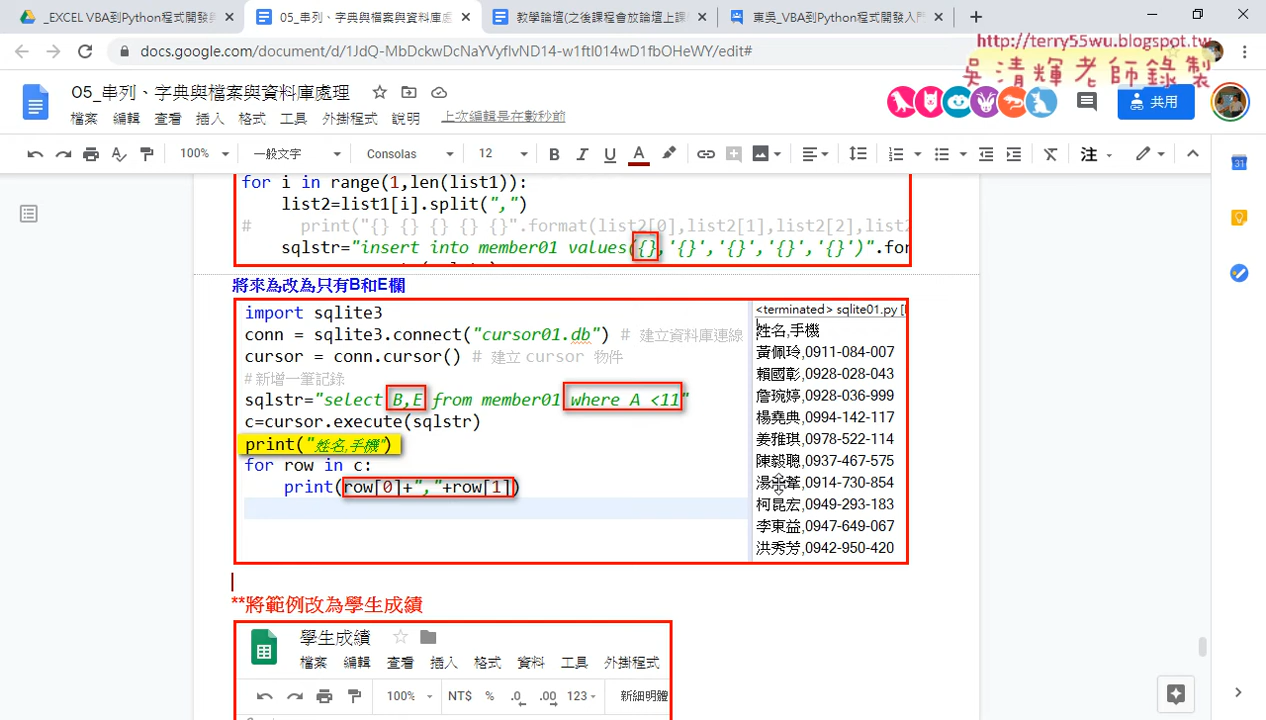 _EXCEL VBA到Python程式開發
05_串列、字典與檔案與資料庫處
教學論壇(之後課程會放論壇上課
東吳_VBA到Python程式開發入門
docs.google.com/document/d/1JdQ-MbDckwDcNaYVyfIvND14-w1ftI014wD1fbOHeWY/edit#
http://terry55wu.blogspot.tw
吳清輝老師錄製
05_串列、字典與檔案與資料庫處理
檔案 編輯 查看 插入 格式 工具 外掛程式 說明 上次編輯是在數秒前
共用
100% 一般文字 Consolas 12 B I U A 注
for i in range(1,len(list1)):
list2=list1[i].split(",")
# print("{} {} {} {} {}".format(list2[0],list2[1],list2[2],list2
sqlstr="insert into member01 values({},'{}','{}','{}','{}')".for
將來為改為只有B和E欄
import sqlite3
conn = sqlite3.connect("cursor01.db") # 建立資料庫連線
cursor = conn.cursor() # 建立 cursor 物件
#新增一筆記錄
sqlstr="select B,E from member01 where A <11"
c=cursor.execute(sqlstr)
print("姓名,手機")
for row in c:
print(row[0]+","+row[1])
<terminated> sqlite01.py [
姓名,手機
黃佩玲,0911-084-007
賴國彰,0928-028-043
詹琬婷,0928-036-999
楊堯典,0994-142-117
姜雅琪,0978-522-114
陳毅聰,0937-467-575
,0914-730-854
柯昆宏,0949-293-183
李東益,0947-649-067
洪秀芳,0942-950-420
**將範例改為學生成績
學生成績
檔案 編輯 查看 插入 格式 資料 工具 外掛程式
100% NT$ % .0 .00 123 新細明體